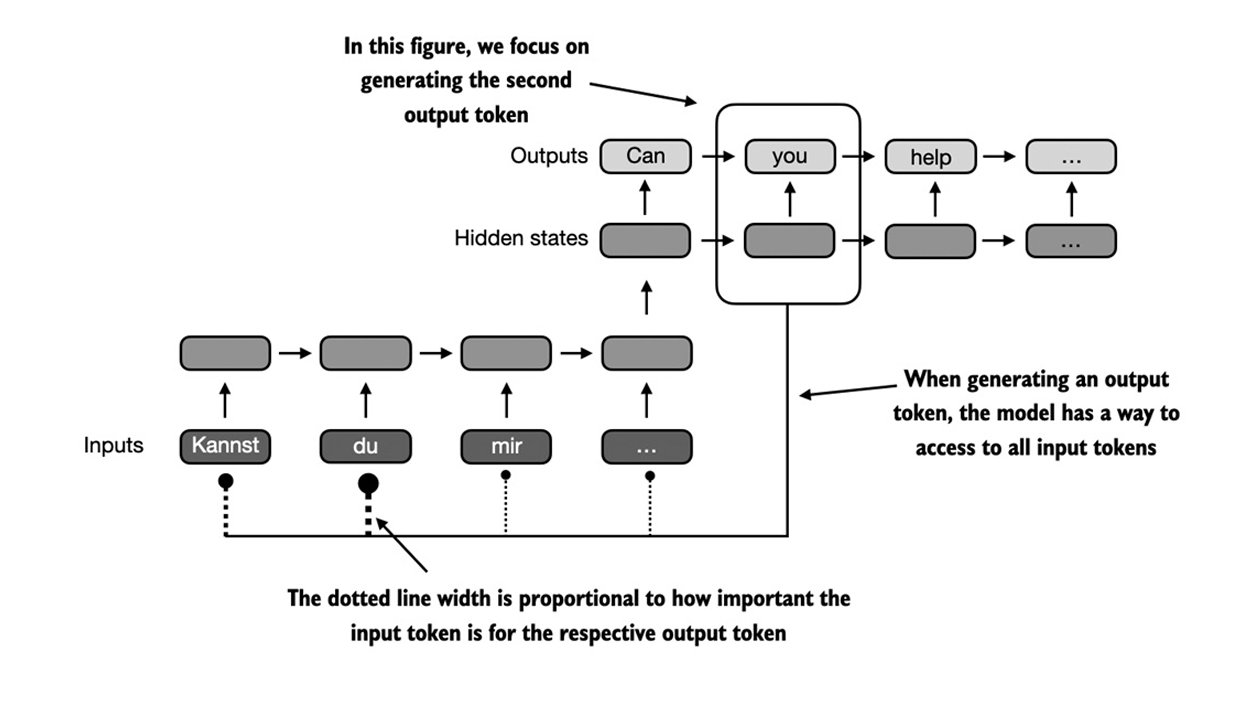 In this figure, we focus on
generating the second
output token
Outputs
Can
you
help
...
Hidden states
...
When generating an output
token, the model has a way to
access to all input tokens
Inputs
Kannst
du
mir
...
The dotted line width is proportional to how important the
input token is for the respective output token